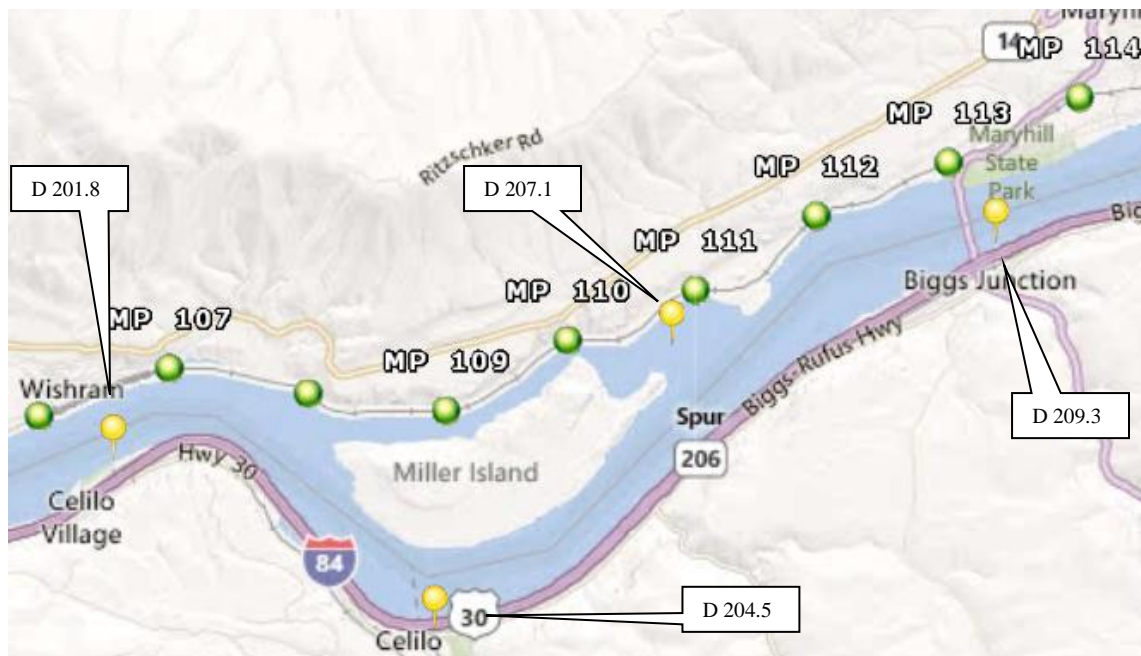 Maryhill
14
MP 114
MP 113
Maryhill
State
Park
Ritzschker Rd
D 201.8
D 207.1
MP 112
MP 111
MP 110
Biggs Junction
MP 107
MP 109
Wishram
Biggs-Rufus-Hwy
D 209.3
Spur
206
Hwy 30
Miller Island
Celilo
Village
84
30
D 204.5
Celilo